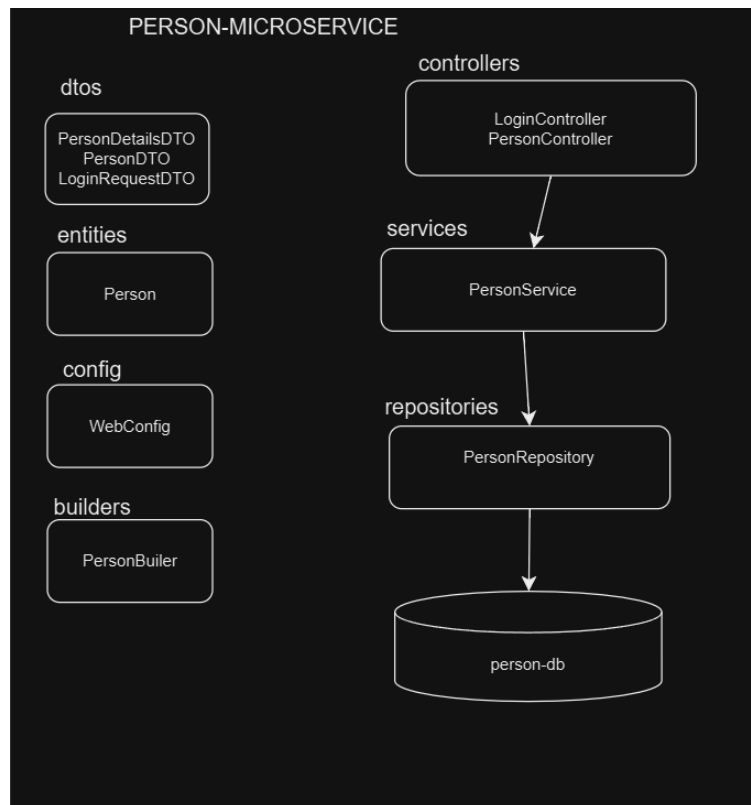 PERSON-MICROSERVICE
dtos
PersonDetailsDTO
PersonDTO
LoginRequestDTO
entities
Person
config
WebConfig
builders
PersonBuiler
controllers
LoginController
PersonController
services
PersonService
repositories
PersonRepository
person-db